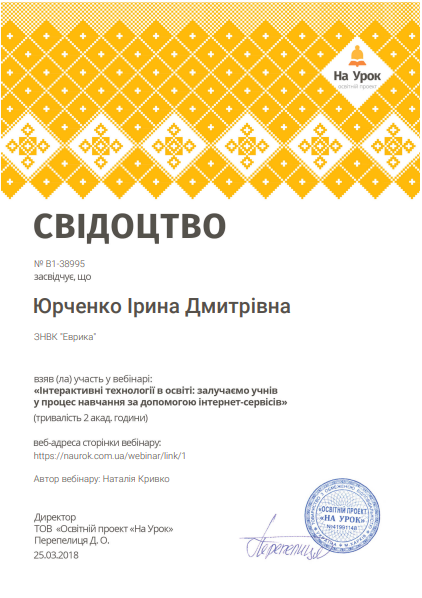 На Урок
освітній проект
СВІДОЦТВО
№ В1-38995
засвідчує, що
Юрченко Ірина Дмитрівна
ЗНВК "Еврика"
взяв (ла) участь у вебінарі:
«Інтерактивні технології в освіті: залучаємо учнів
у процес навчання за допомогою інтернет-сервісів»
(тривалість 2 акад. години)
веб-адреса сторінки вебінару:
https://naurok.com.ua/webinar/link/1
Автор вебінару: Наталія Кривко
Директор
ТОВ «Освітній проект «На Урок»
Перепелиця Д. О.
25.03.2018
Перепелиця
«ОСВІТНІЙ ПРОЕКТ
«НА УРОК»
№41991148